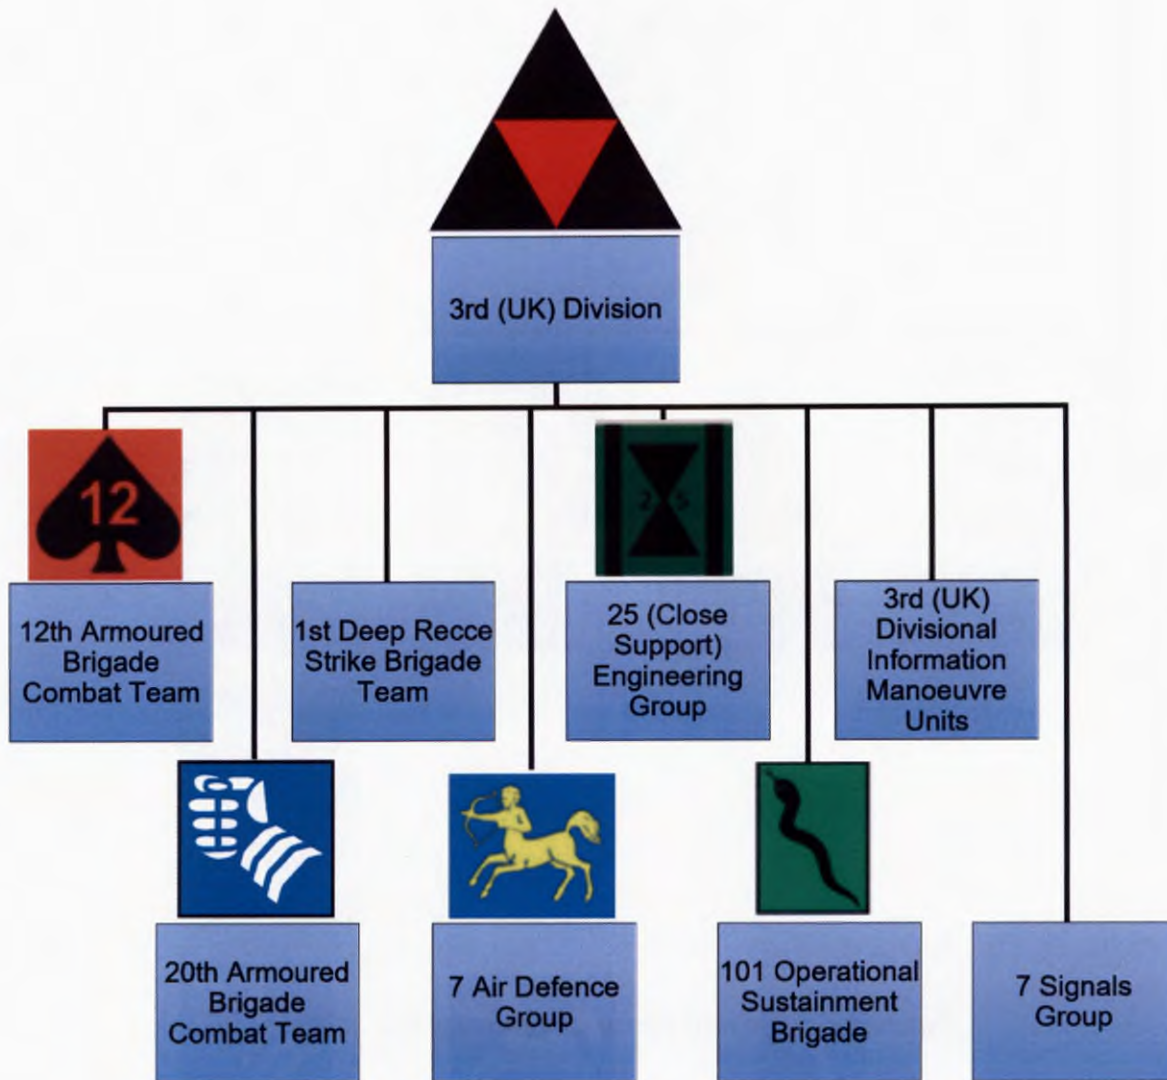 3rd (UK) Division
12
2 5
12th Armoured
Brigade
Combat Team
1st Deep Recce
Strike Brigade
Team
25 (Close
Support)
Engineering
Group
3rd (UK)
Divisional
Information
Manoeuvre
Units
20th Armoured
Brigade
Combat Team
7 Air Defence
Group
101 Operational
Sustainment
Brigade
7 Signals
Group